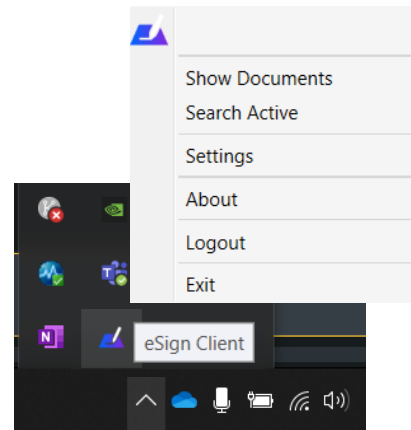 Show Documents
Search Active
Settings
About
Logout
Exit
eSign Client